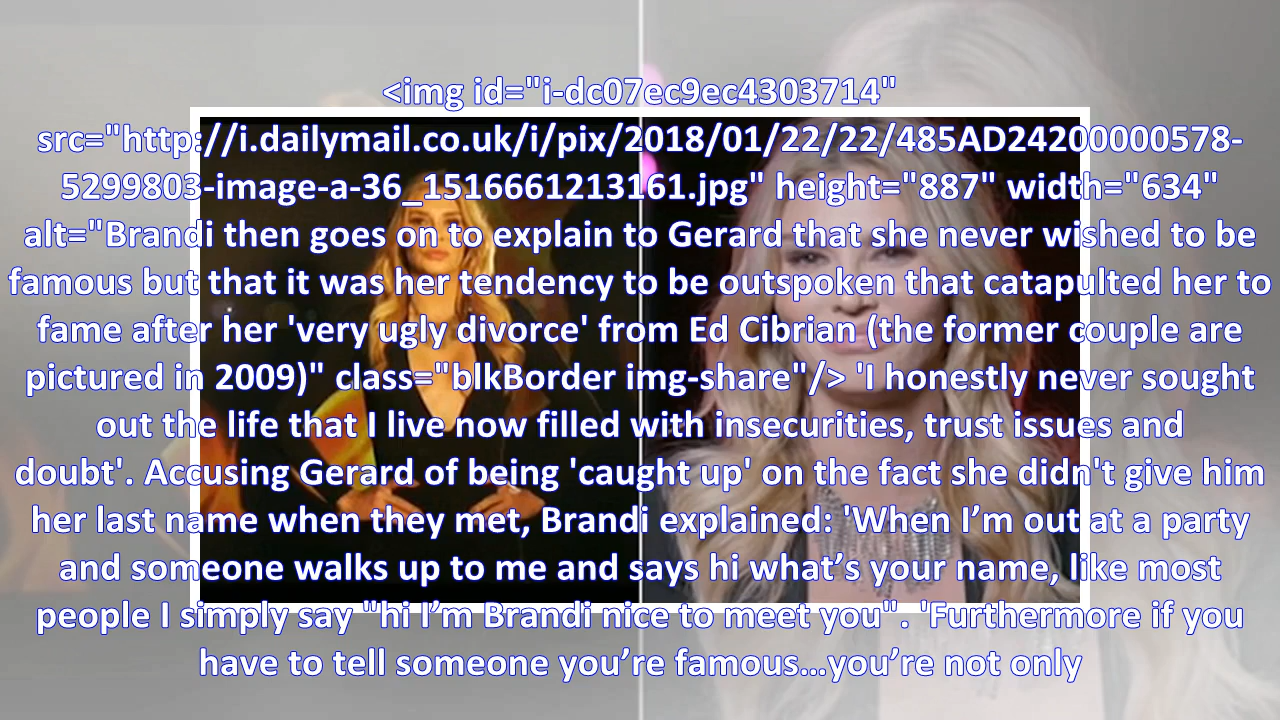 <img id="i-dc07ec9ec4303714"
src="http://i.dailymail.co.uk/i/pix/2018/01/22/22/485AD24200000578-
5299803-image-a-36_1516661213161.jpg" height="887" width="634"
alt="Brandi then goes on to explain to Gerard that she never wished to be
famous but that it was her tendency to be outspoken that catapulted her to
fame after her 'very ugly divorce' from Ed Cibrian (the former couple are
pictured in 2009)" class="blkBorder img-share"/> 'I honestly never sought
out the life that I live now filled with insecurities, trust issues and
doubt'. Accusing Gerard of being 'caught up' on the fact she didn't give him
her last name when they met, Brandi explained: 'When I’m out at a party
and someone walks up to me and says hi what’s your name, like most
people I simply say "hi I’m Brandi nice to meet you". 'Furthermore if you
have to tell someone you’re famous...you’re not only